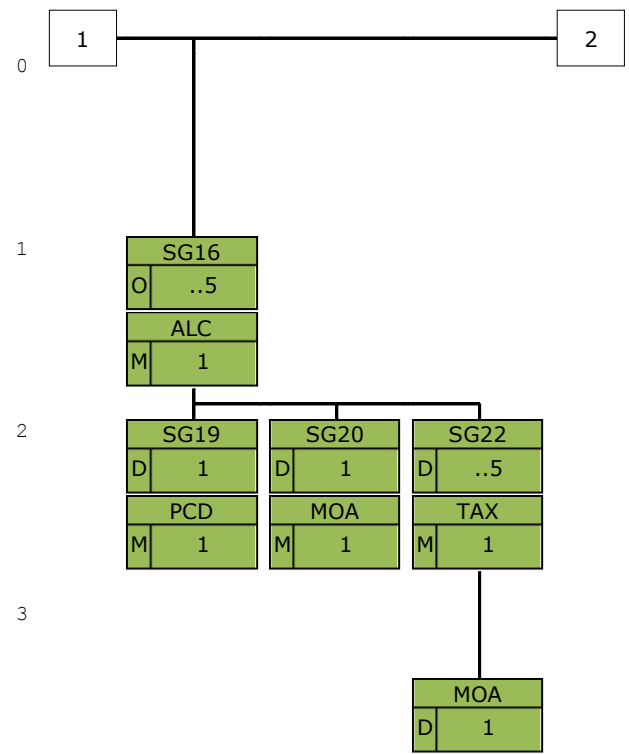 1 2
0
1
SG16
O ..5
ALC
M 1
2
SG19 SG20 SG22
D 1 D 1 D ..5
PCD MOA TAX
M 1 M 1 M 1
3
MOA
D 1